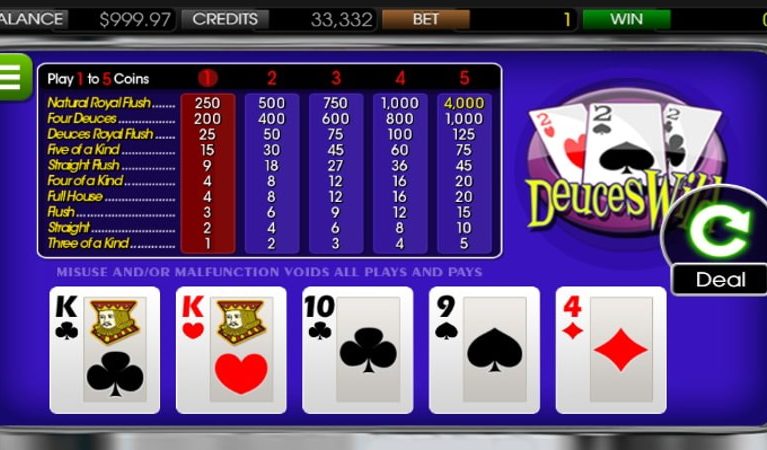 ALANCE $999.97 CREDITS 33,332 BET 1 WIN
Play 1 to 5 Coins 1 2 3 4 5
Natural Royal Flush....... 250 500 750 1,000 4,000
Four Deuces............... 200 400 600 800 1,000
Deuces Royal Flush...... 25 50 75 100 125
Five of a Kind.............. 15 30 45 60 75
Straight Flush.............. 9 18 27 36 45
Four of a Kind............. 4 8 12 16 20
Full House.................. 4 8 12 16 20
Flush......................... 3 6 9 12 15
Straight..................... 2 4 6 8 10
Three of a Kind............ 1 2 3 4 5
2 2 2
Deuces Wild
Deal
MISUSE AND/OR MALFUNCTION VOIDS ALL PLAYS AND PAYS
K K 10 9 4